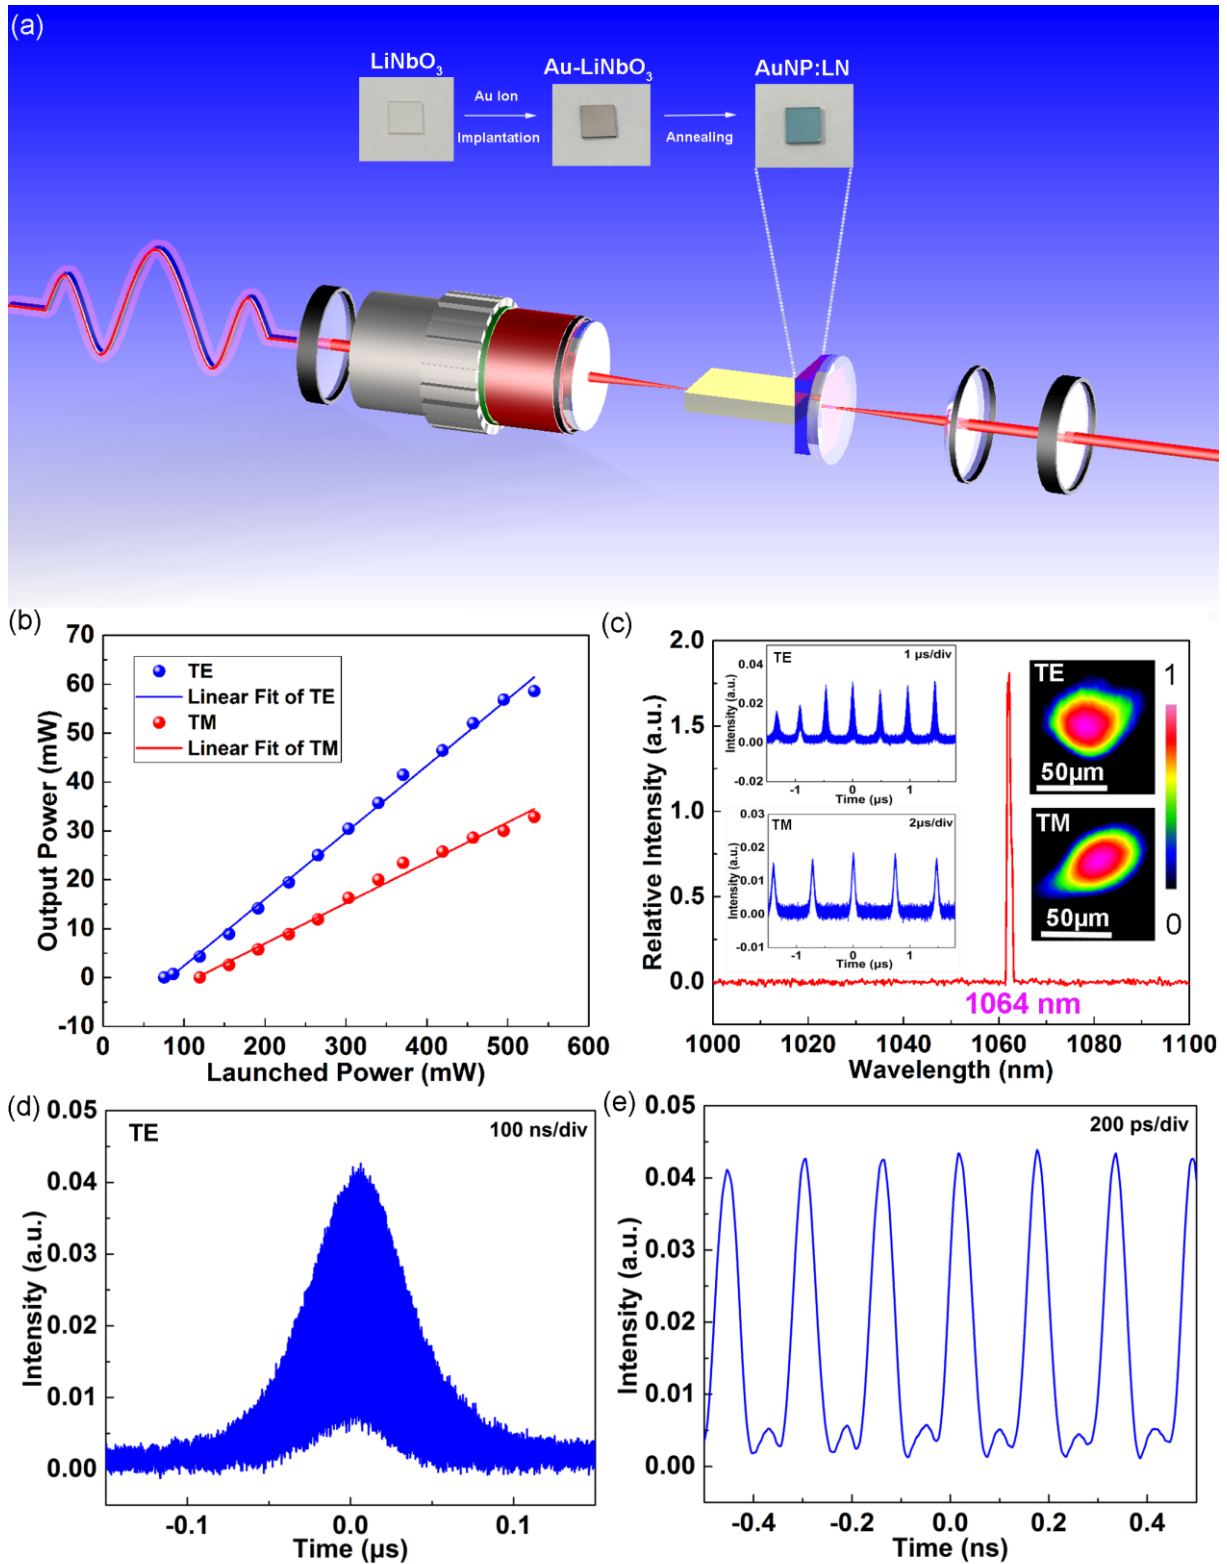 (a)
LiNbO3
Au-LiNbO3
AuNP:LN
Au Ion
Implantation
Annealing
(b)
70
60
50
40
30
20
10
0
-10
Output Power (mW)
TE
Linear Fit of TE
TM
Linear Fit of TM
0
100
200
300
400
500
600
Launched Power (mW)
(c)
2.0
1.5
1.0
0.5
0.0
Relative Intensity (a.u.)
TE
1 µs/div
0.04
0.02
0.00
-0.02
Intensity (a.u.)
-1
0
1
Time (µs)
TM
2µs/div
0.03
0.02
0.01
0.00
-0.01
Intensity (a.u.)
-1
0
1
Time (µs)
TE
50µm
TM
50µm
1
0
1064 nm
1000
1020
1040
1060
1080
1100
Wavelength (nm)
(d)
0.05
0.04
0.03
0.02
0.01
0.00
Intensity (a.u.)
TE
100 ns/div
-0.1
0.0
0.1
Time (µs)
(e)
0.05
0.04
0.03
0.02
0.01
0.00
Intensity (a.u.)
200 ps/div
-0.4
-0.2
0.0
0.2
0.4
Time (ns)